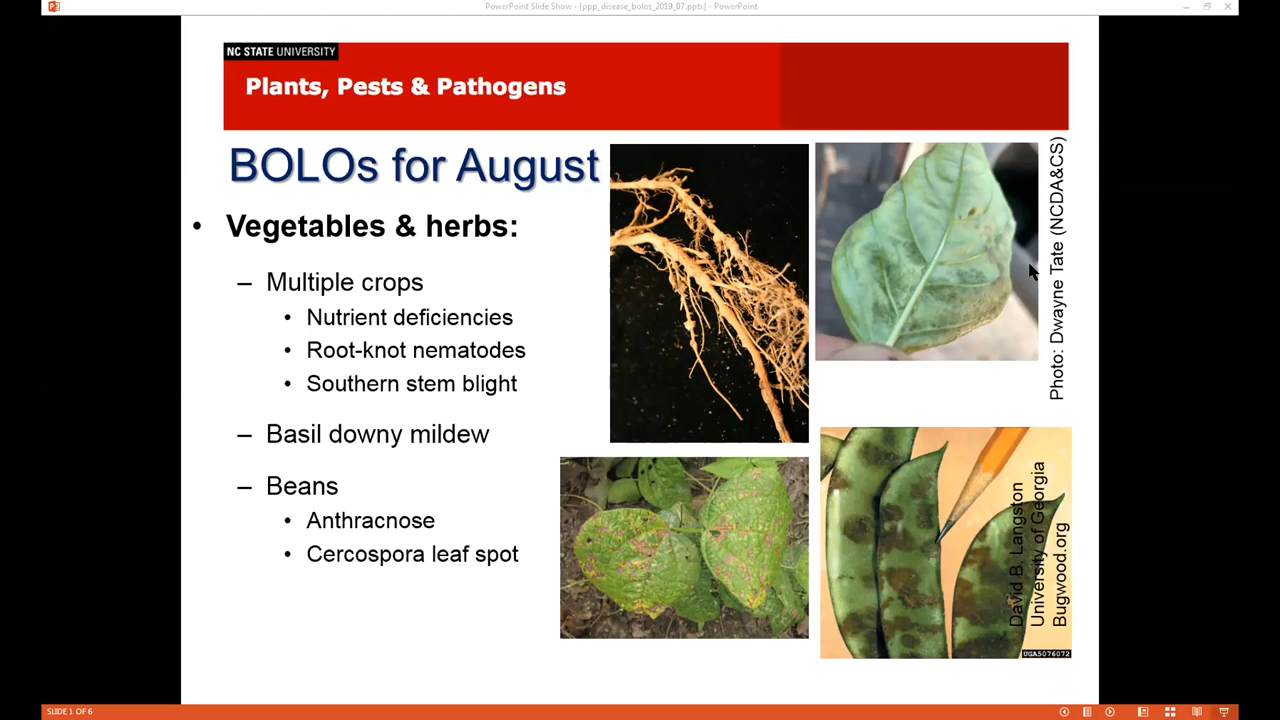 PowerPoint Slide Show - [ppp_disease_bolos_2019_07.pptx] - PowerPoint
NC STATE UNIVERSITY
Plants, Pests & Pathogens
BOLOs for August
• Vegetables & herbs:
– Multiple crops
• Nutrient deficiencies
• Root-knot nematodes
• Southern stem blight
– Basil downy mildew
– Beans
• Anthracnose
• Cercospora leaf spot
Photo: Dwayne Tate (NCDA&CS)
David B. Langston
University of Georgia
Bugwood.org
UGA5076072
SLIDE 1 OF 6